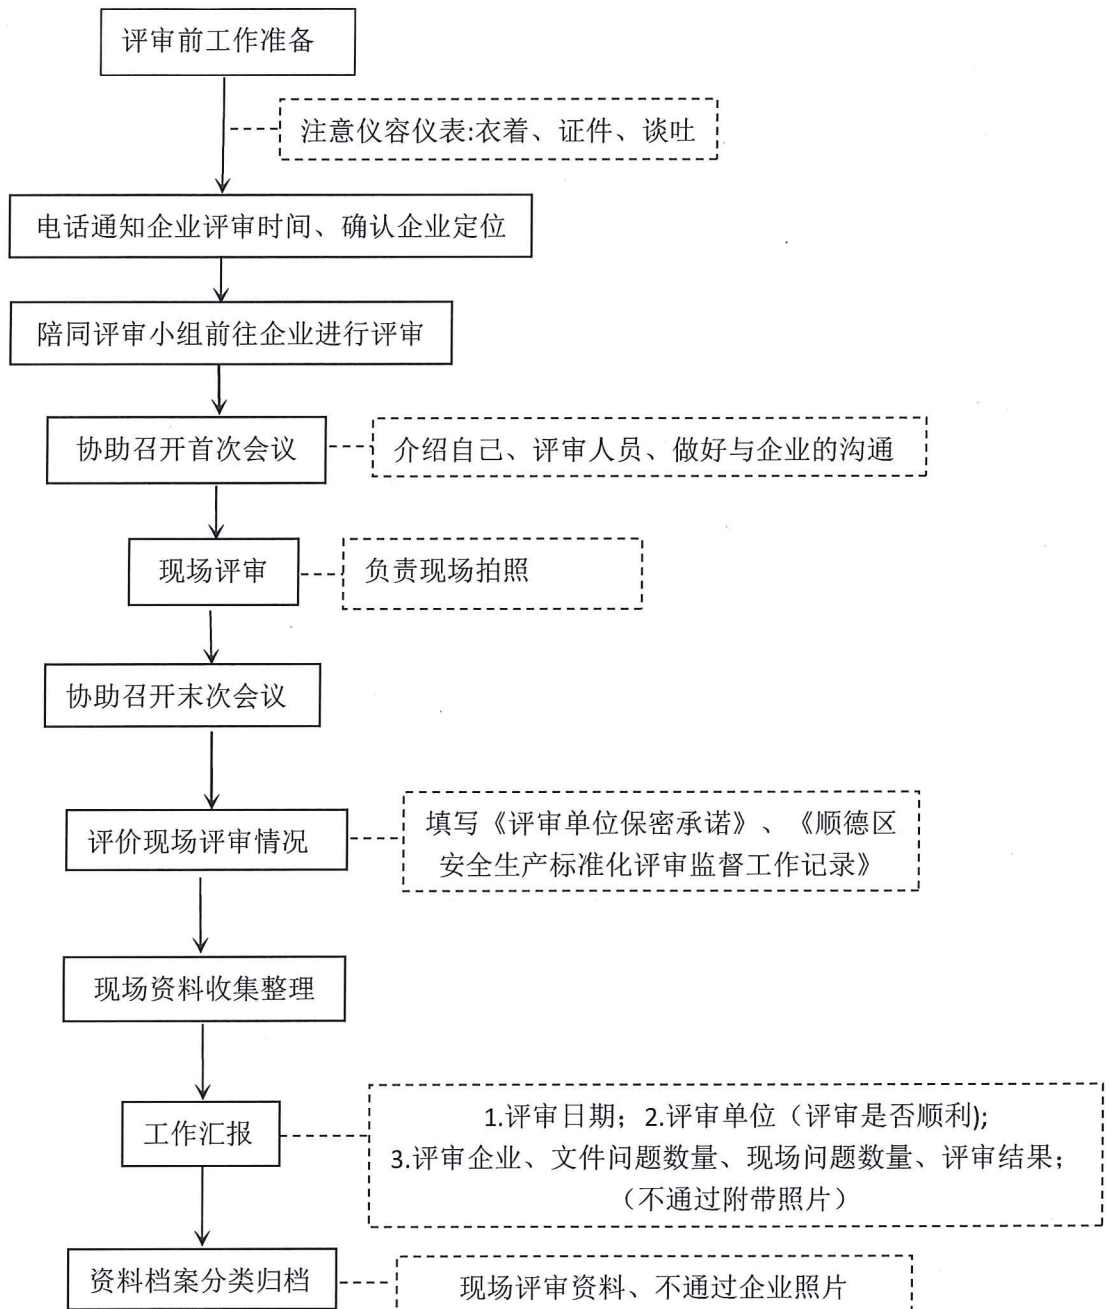 评审前工作准备
注意仪容仪表:衣着、证件、谈吐
电话通知企业评审时间、确认企业定位
陪同评审小组前往企业进行评审
协助召开首次会议
介绍自己、评审人员、做好与企业的沟通
现场评审
负责现场拍照
协助召开末次会议
评价现场评审情况
填写《评审单位保密承诺》、《顺德区
安全生产标准化评审监督工作记录》
现场资料收集整理
工作汇报
1.评审日期；2.评审单位（评审是否顺利);
3.评审企业、文件问题数量、现场问题数量、评审结果；
（不通过附带照片）
资料档案分类归档
现场评审资料、不通过企业照片